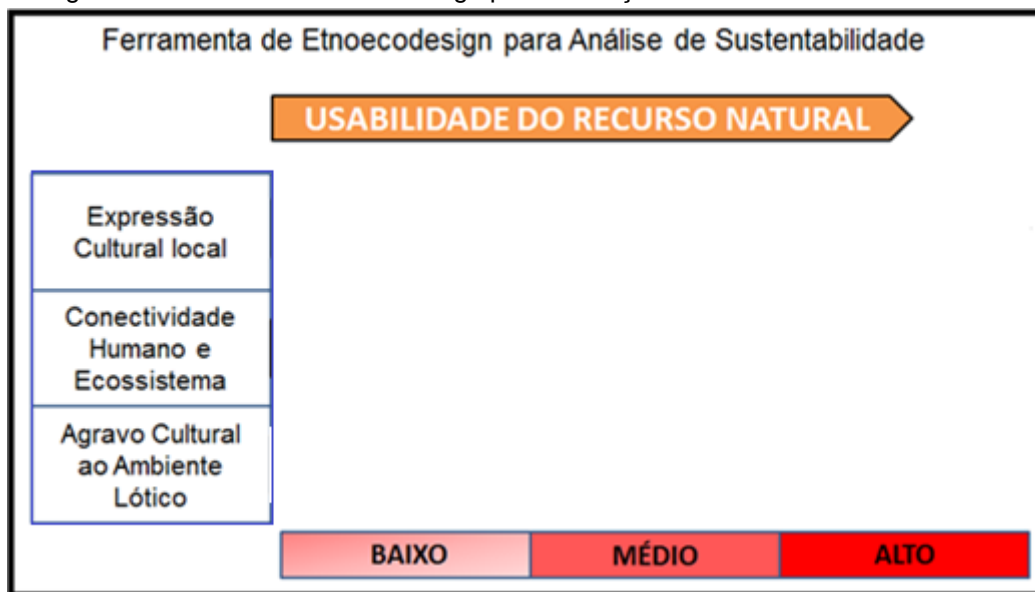 Ferramenta de Etnoecodesign para Análise de Sustentabilidade
USABILIDADE DO RECURSO NATURAL
Expressão
Cultural local
Conectividade
Humano e
Ecossistema
Agravo Cultural
ao Ambiente
Lótico
BAIXO
MÉDIO
ALTO